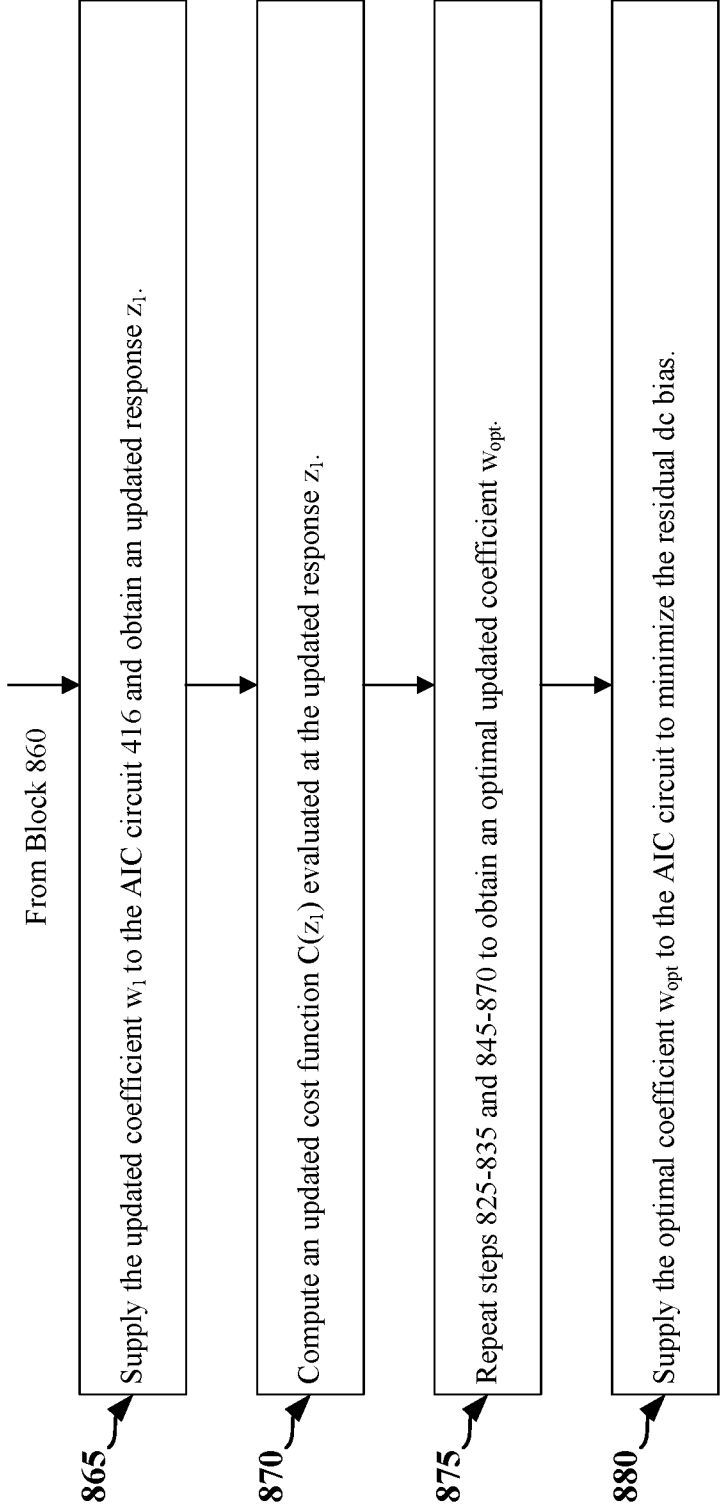 From Block 860
865
Supply the updated coefficient w₁ to the AIC circuit 416 and obtain an updated response z₁.
870
Compute an updated cost function C(z₁) evaluated at the updated response z₁.
875
Repeat steps 825-835 and 845-870 to obtain an optimal updated coefficient wₒₚₜ.
880
Supply the optimal coefficient wₒₚₜ to the AIC circuit to minimize the residual dc bias.